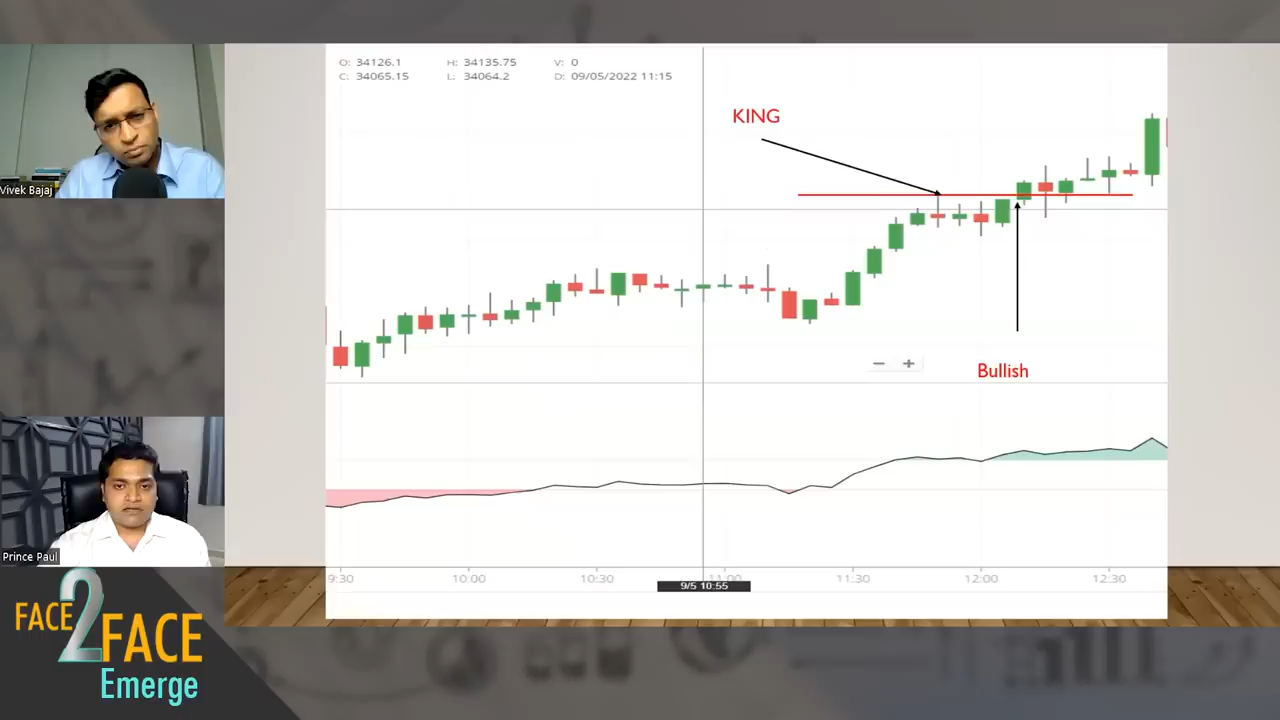 O: 34126.1 H: 34135.75 V: 0
C: 34065.15 L: 34064.2 D: 09/05/2022 11:15
KING
Vivek Bajaj
Bullish
Prince Paul
9:30 10:00 10:30 11:00 11:30 12:00 12:30
9/5 10:55
FACE
2
FACE
Emerge